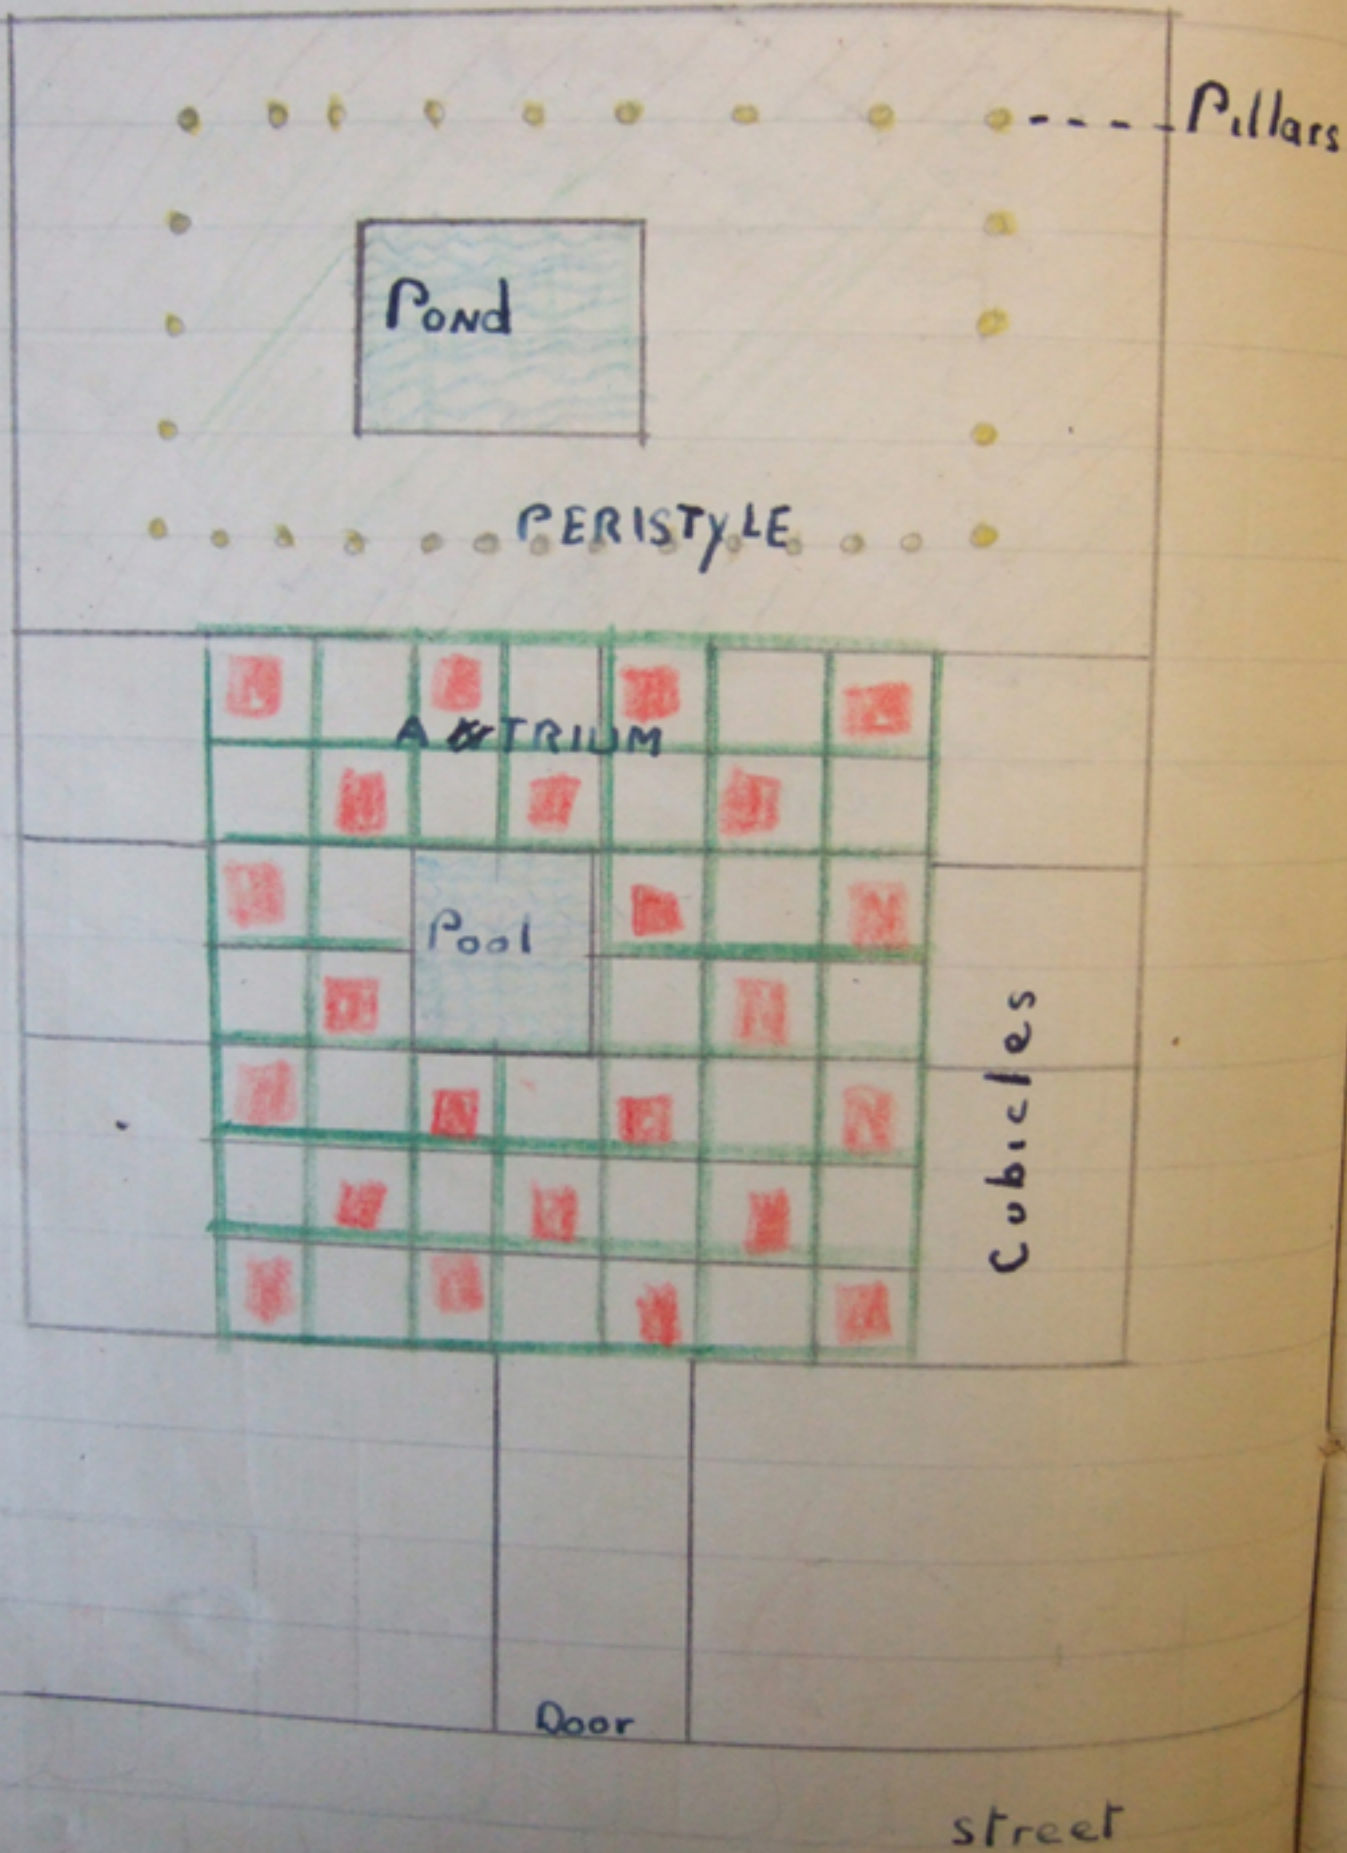 Pillars
Pond
PERISTYLE
ATRIUM
Pool
Cubicles
Door
street